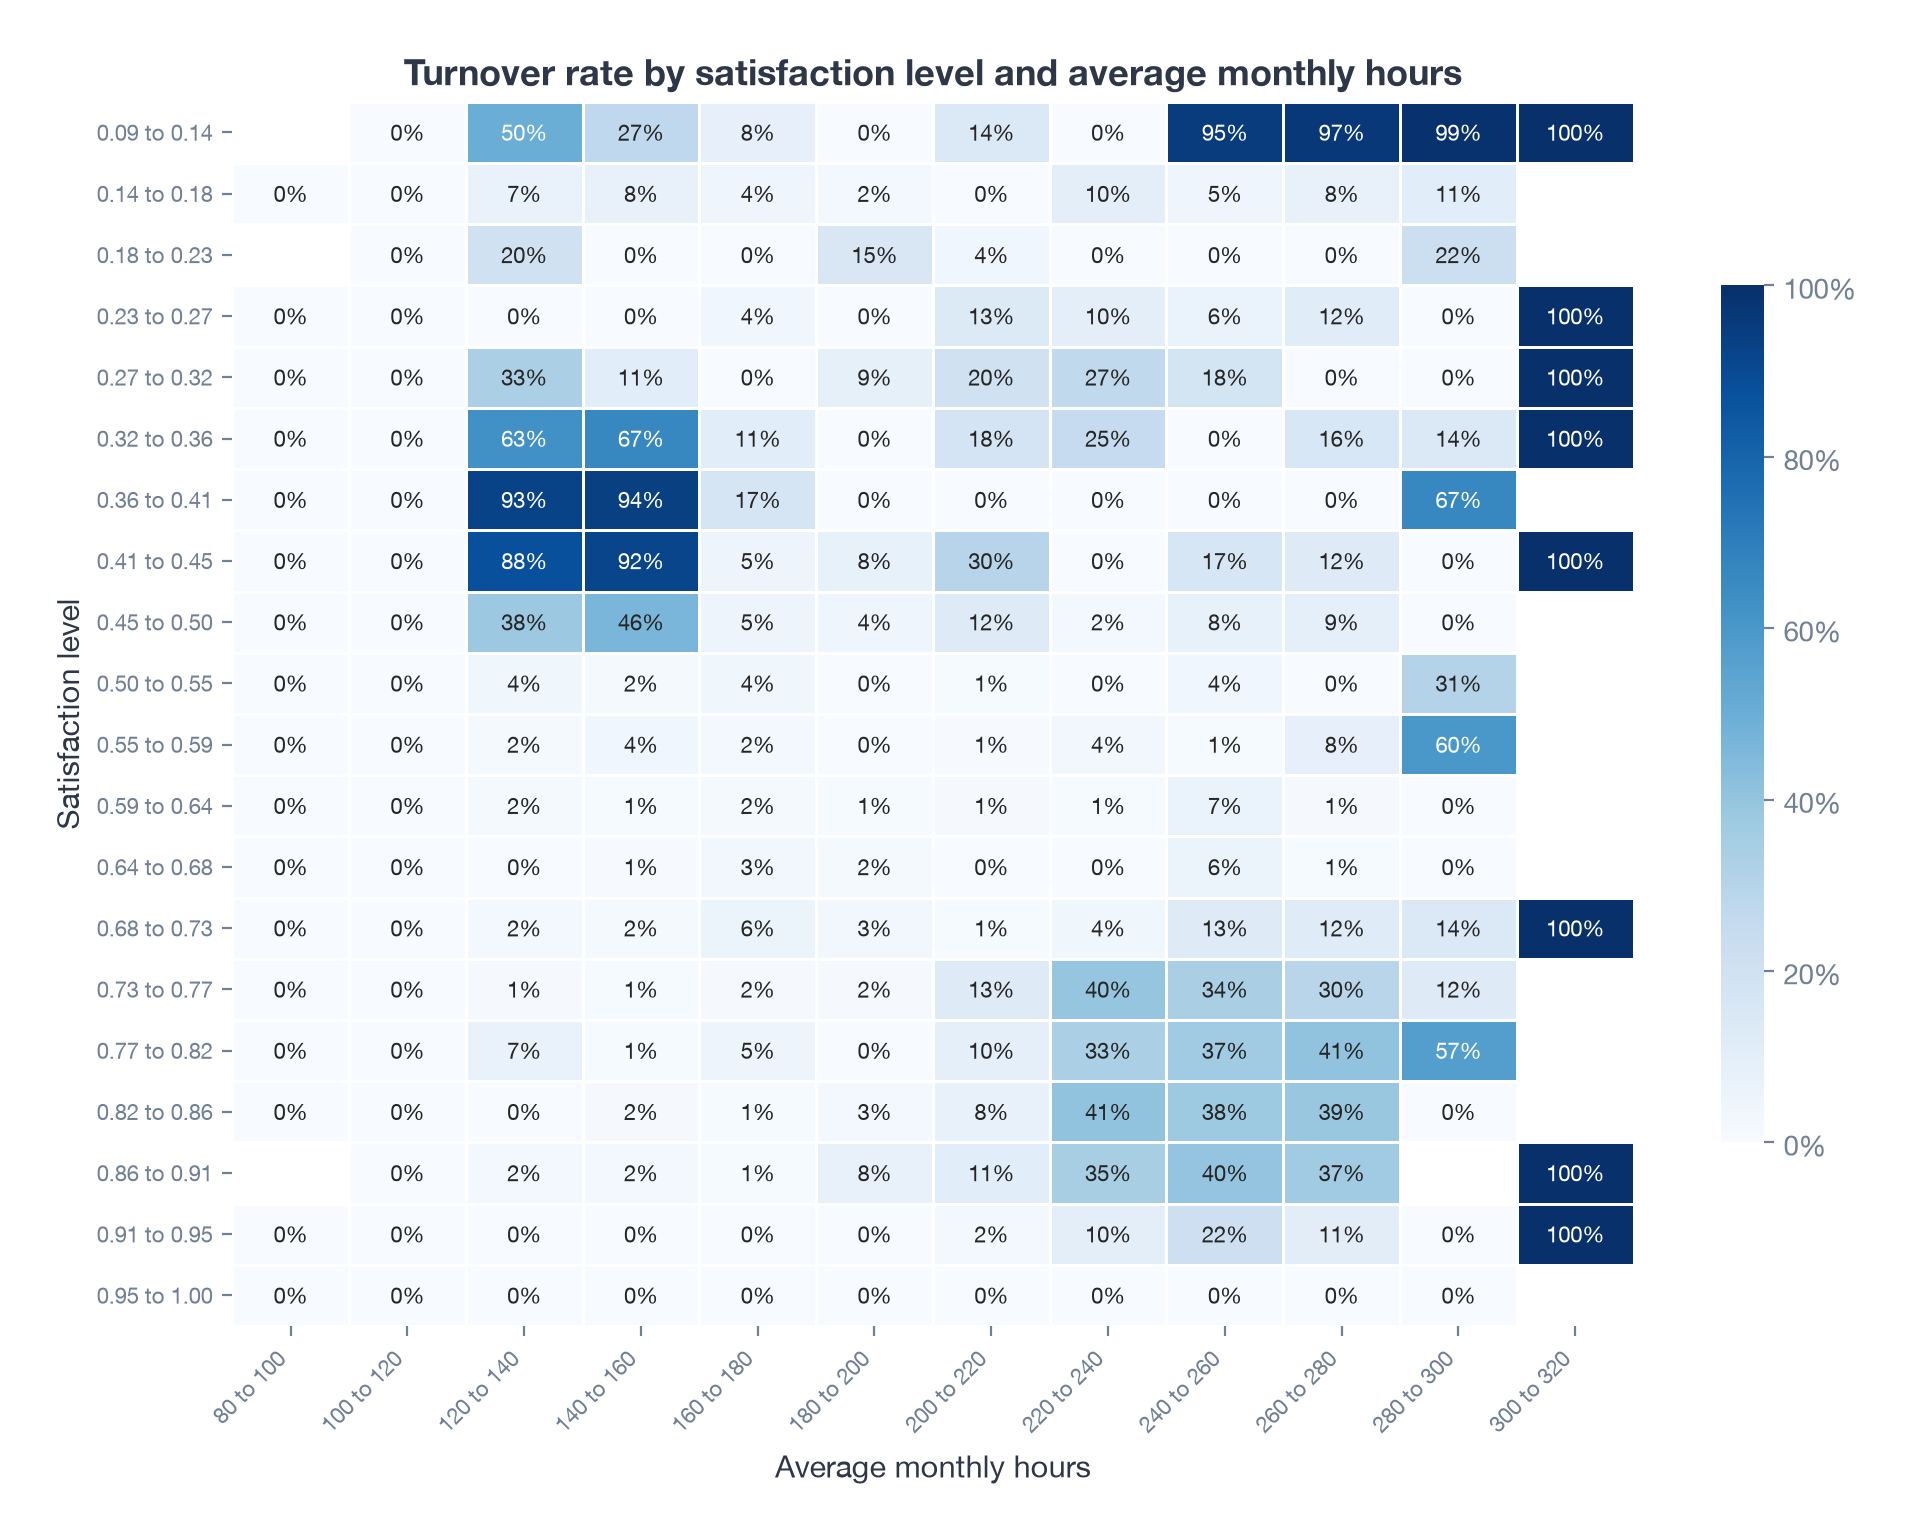 Turnover rate by satisfaction level and average monthly hours
0.09 to 0.14 0% 50% 27% 8% 0% 14% 0% 95% 97% 99% 100%
0.14 to 0.18 0% 0% 7% 8% 4% 2% 0% 10% 5% 8% 11%
0.18 to 0.23 0% 20% 0% 0% 15% 4% 0% 0% 0% 22%
0.23 to 0.27 0% 0% 0% 0% 4% 0% 13% 10% 6% 12% 0% 100%
0.27 to 0.32 0% 0% 33% 11% 0% 9% 20% 27% 18% 0% 0% 100%
0.32 to 0.36 0% 0% 63% 67% 11% 0% 18% 25% 0% 16% 14% 100%
0.36 to 0.41 0% 0% 93% 94% 17% 0% 0% 0% 0% 0% 67%
0.41 to 0.45 0% 0% 88% 92% 5% 8% 30% 0% 17% 12% 0% 100%
0.45 to 0.50 0% 0% 38% 46% 5% 4% 12% 2% 8% 9% 0%
0.50 to 0.55 0% 0% 4% 2% 4% 0% 1% 0% 4% 0% 31%
0.55 to 0.59 0% 0% 2% 4% 2% 0% 1% 4% 1% 8% 60%
0.59 to 0.64 0% 0% 2% 1% 2% 1% 1% 1% 7% 1% 0%
0.64 to 0.68 0% 0% 0% 1% 3% 2% 0% 0% 6% 1% 0%
0.68 to 0.73 0% 0% 2% 2% 6% 3% 1% 4% 13% 12% 14% 100%
0.73 to 0.77 0% 0% 1% 1% 2% 2% 13% 40% 34% 30% 12%
0.77 to 0.82 0% 0% 7% 1% 5% 0% 10% 33% 37% 41% 57%
0.82 to 0.86 0% 0% 0% 2% 1% 3% 8% 41% 38% 39% 0%
0.86 to 0.91 0% 2% 2% 1% 8% 11% 35% 40% 37% 100%
0.91 to 0.95 0% 0% 0% 0% 0% 0% 2% 10% 22% 11% 0% 100%
0.95 to 1.00 0% 0% 0% 0% 0% 0% 0% 0% 0% 0% 0%
80 to 100 100 to 120 120 to 140 140 to 160 160 to 180 180 to 200 200 to 220 220 to 240 240 to 260 260 to 280 280 to 300 300 to 320
Average monthly hours
Satisfaction level
100%
80%
60%
40%
20%
0%